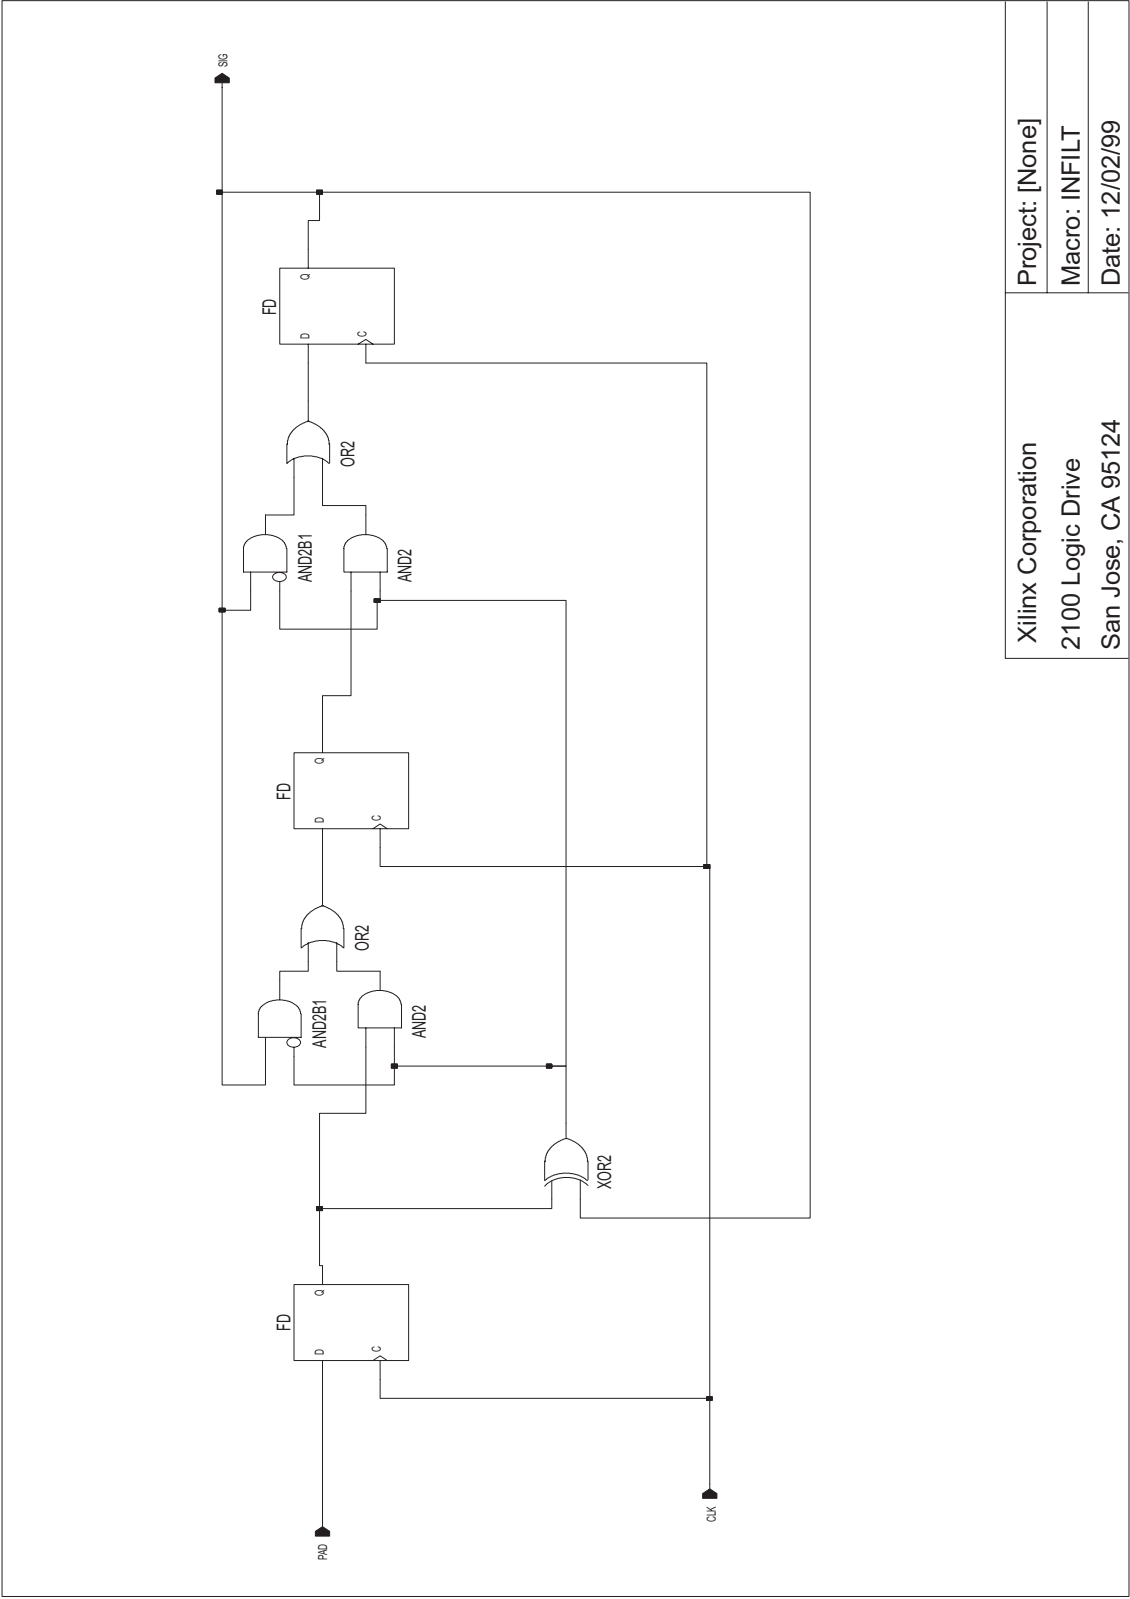 SIG
FD
Q
D
C
OR2
AND2B1
AND2
FD
Q
D
C
OR2
AND2B1
AND2
XOR2
FD
Q
D
C
PAD
CLK
Xilinx Corporation
2100 Logic Drive
San Jose, CA 95124
Project: [None]
Macro: INFILT
Date: 12/02/99